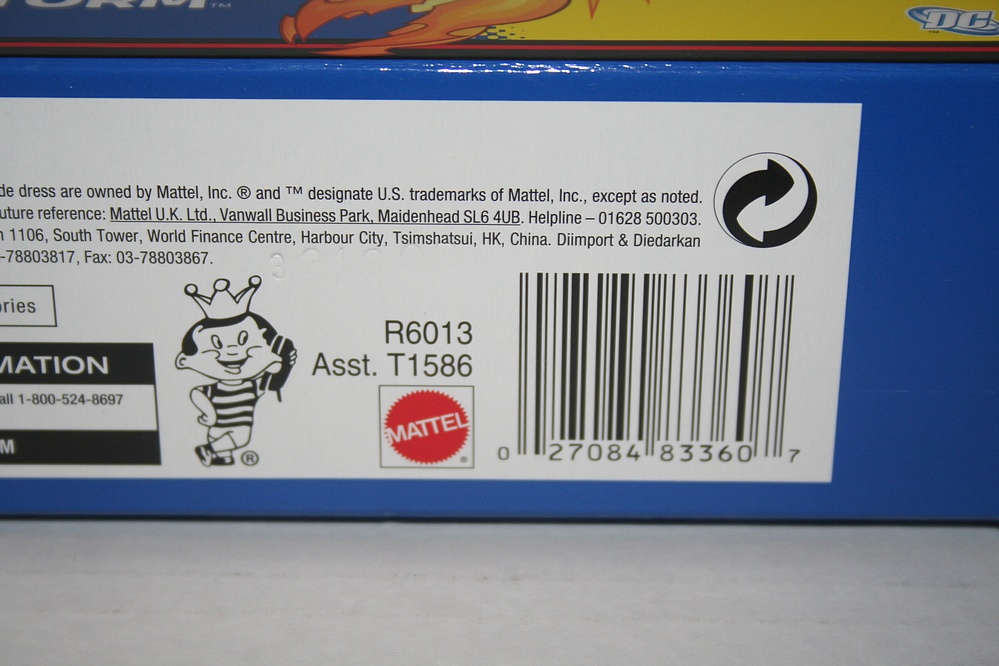 TM
DC
TM
de dress are owned by Mattel, Inc. ® and ™ designate U.S. trademarks of Mattel, Inc., except as noted.
uture reference: Mattel U.K. Ltd., Vanwall Business Park, Maidenhead SL6 4UB. Helpline – 01628 500303.
1106, South Tower, World Finance Centre, Harbour City, Tsimshatsui, HK, China. Diimport & Diedarkan
-78803817, Fax: 03-78803867.
ories
R6013
Asst. T1586
MATION
all 1-800-524-8697
M
MATTEL
®
®
0 27084 83360 7